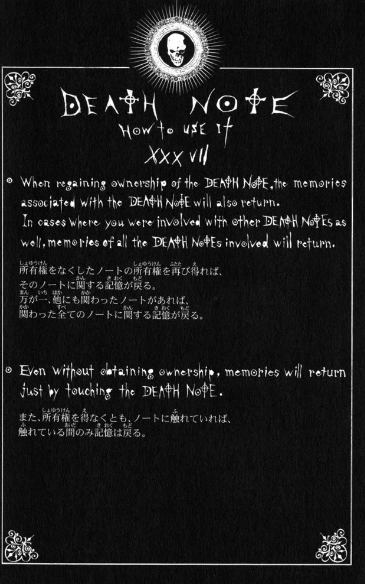 DEATH NOTE
HOW to USE It
XXXVII
When regaining ownership of the DEATH NOTE, the memories
associated with the DEATH NOTE will also return.
In cases where you were involved with other DEATH NOTEs as
well, memories of all the DEATH NOTEs involved will return.
所有権をなくしたノートの所有権を再び得れば、
そのノートに関する記憶が戻る。
万が一、他にも関わったノートがあれば、
関わった全てのノートに関する記憶が戻る。
Even without obtaining ownership, memories will return
just by touching the DEATH NOTE.
また、所有権を得なくとも、ノートに触れていれば、
触れている間のみ記憶は戻る。